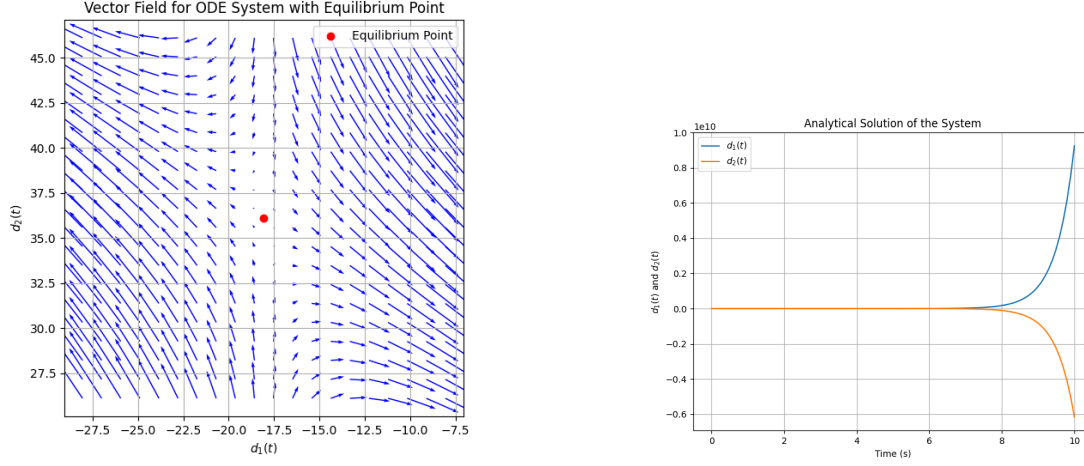 Vector Field for ODE System with Equilibrium Point
Equilibrium Point
45.0
42.5
40.0
37.5
35.0
32.5
30.0
27.5
d₂(t)
−27.5 −25.0 −22.5 −20.0 −17.5 −15.0 −12.5 −10.0 −7.5
d₁(t)
Analytical Solution of the System
1e10
d₁(t)
d₂(t)
1.0
0.8
0.6
0.4
0.2
0.0
−0.2
−0.4
−0.6
d₁(t) and d₂(t)
0 2 4 6 8 10
Time (s)